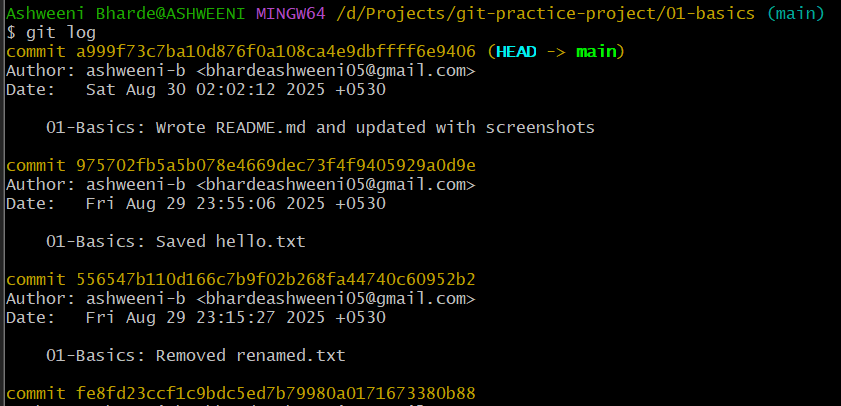 Ashweeni Bharde@ASHWEENI MINGW64 /d/Projects/git-practice-project/01-basics (main)
$ git log
commit a999f73c7ba10d876f0a108ca4e9dbffff6e9406 (HEAD -> main)
Author: ashweeni-b <bhardeashweeni05@gmail.com>
Date:   Sat Aug 30 02:02:12 2025 +0530
01-Basics: Wrote README.md and updated with screenshots
commit 975702fb5a5b078e4669dec73f4f9405929a0d9e
Author: ashweeni-b <bhardeashweeni05@gmail.com>
Date:   Fri Aug 29 23:55:06 2025 +0530
01-Basics: Saved hello.txt
commit 556547b110d166c7b9f02b268fa44740c60952b2
Author: ashweeni-b <bhardeashweeni05@gmail.com>
Date:   Fri Aug 29 23:15:27 2025 +0530
01-Basics: Removed renamed.txt
commit fe8fd23ccf1c9bdc5ed7b79980a0171673380b88